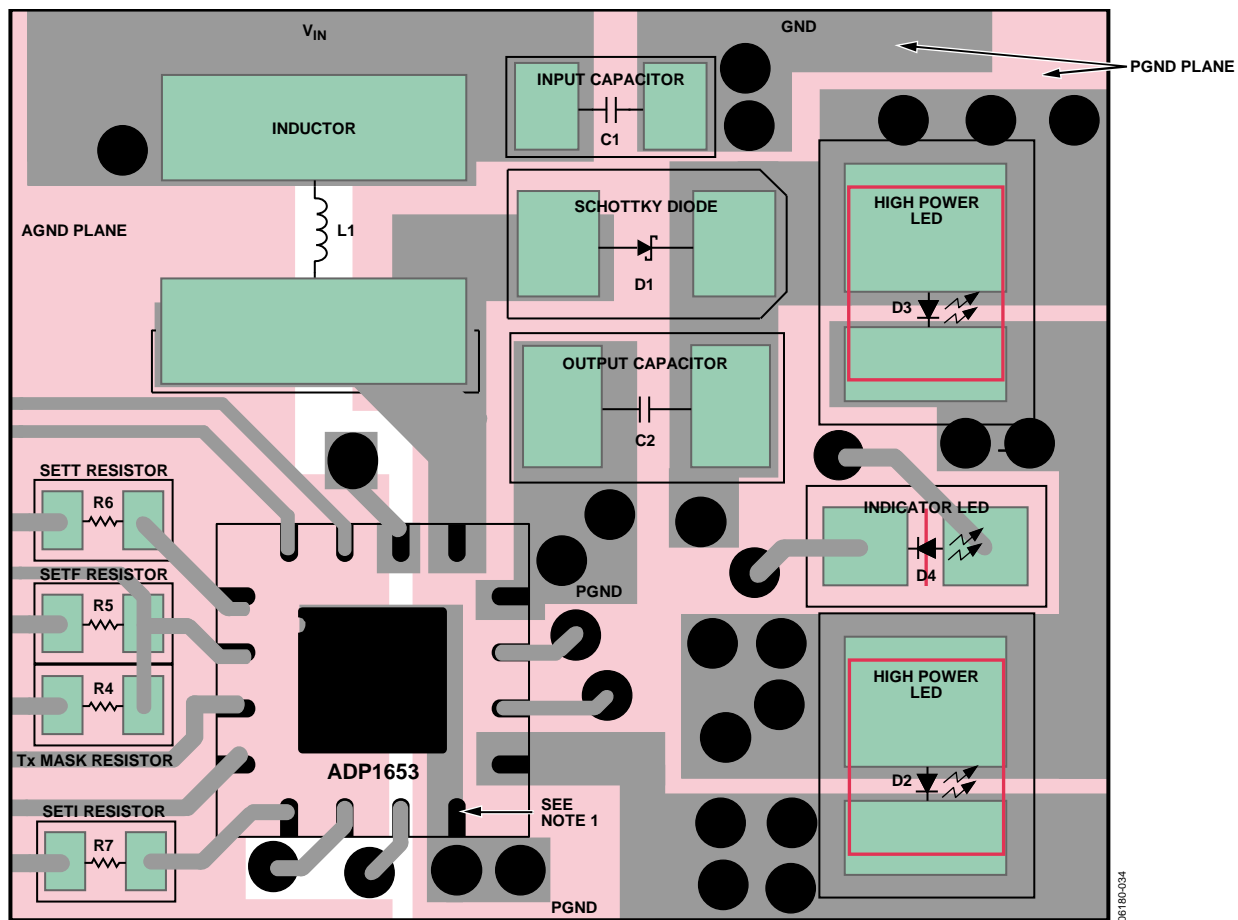 V_IN
GND
PGND PLANE
INPUT CAPACITOR
C1
INDUCTOR
SCHOTTKY DIODE
D1
HIGH POWER
LED
D3
AGND PLANE
L1
OUTPUT CAPACITOR
C2
SETT RESISTOR
R6
INDICATOR LED
D4
SETF RESISTOR
R5
PGND
R4
HIGH POWER
LED
D2
Tx MASK RESISTOR
ADP1653
SETI RESISTOR
R7
SEE
NOTE 1
PGND
06180-034